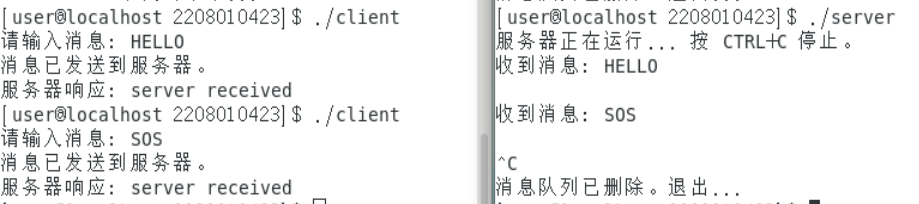 [user@localhost 2208010423]$ ./client
请输入消息: HELLO
消息已发送到服务器。
服务器响应: server received
[user@localhost 2208010423]$ ./client
请输入消息: SOS
消息已发送到服务器。
服务器响应: server received
[user@localhost 2208010423]$ ./server
服务器正在运行... 按 CTRL+C 停止。
收到消息: HELLO
收到消息: SOS
^C
消息队列已删除。退出...